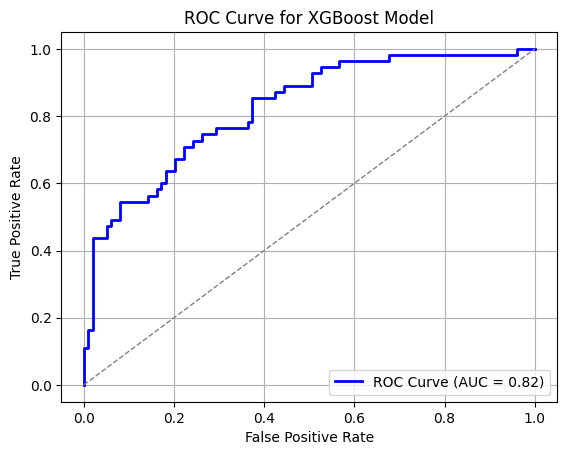 ROC Curve for XGBoost Model
True Positive Rate
1.0
0.8
0.6
0.4
0.2
0.0
ROC Curve (AUC = 0.82)
0.0 0.2 0.4 0.6 0.8 1.0
False Positive Rate